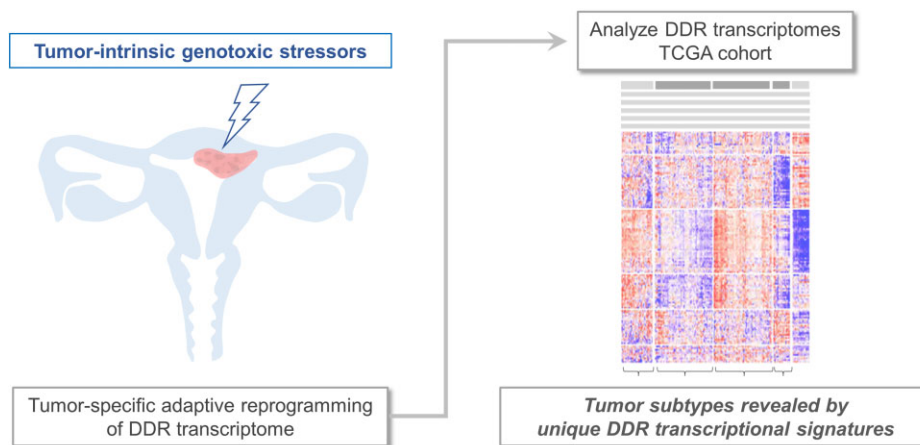 Tumor-intrinsic genotoxic stressors
Tumor-specific adaptive reprogramming
of DDR transcriptome
Analyze DDR transcriptomes
TCGA cohort
Tumor subtypes revealed by
unique DDR transcriptional signatures